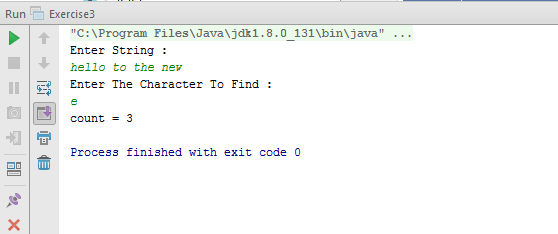 Run Exercise3
"C:\Program Files\Java\jdk1.8.0_131\bin\java" ...
Enter String :
hello to the new
Enter The Character To Find :
e
count = 3
Process finished with exit code 0